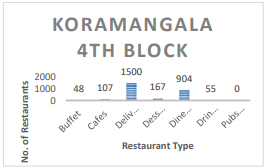 KORAMANGALA
4TH BLOCK
No. of Restaurants
2000
1000
0
48 107 1500 167 904 55 0
Buffet Cafes Deliv... Dess... Dine... Drin... Pubs...
Restaurant Type